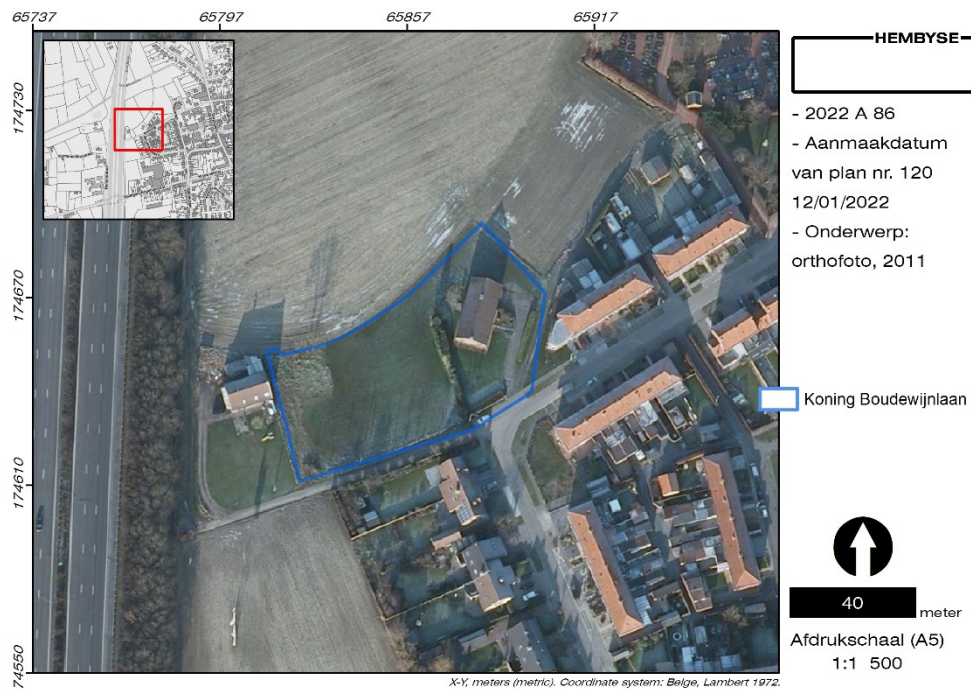 65737
65797
65857
65917
174730
174670
174610
74550
HEMBYSE
- 2022 A 86
- Aanmaakdatum
van plan nr. 120
12/01/2022
- Onderwerp:
orthofoto, 2011
Koning Boudewijnlaan
40
meter
Afdrukschaal (A5)
1:1 500
X-Y, meters (metric). Coordinate system: Belge, Lambert 1972.